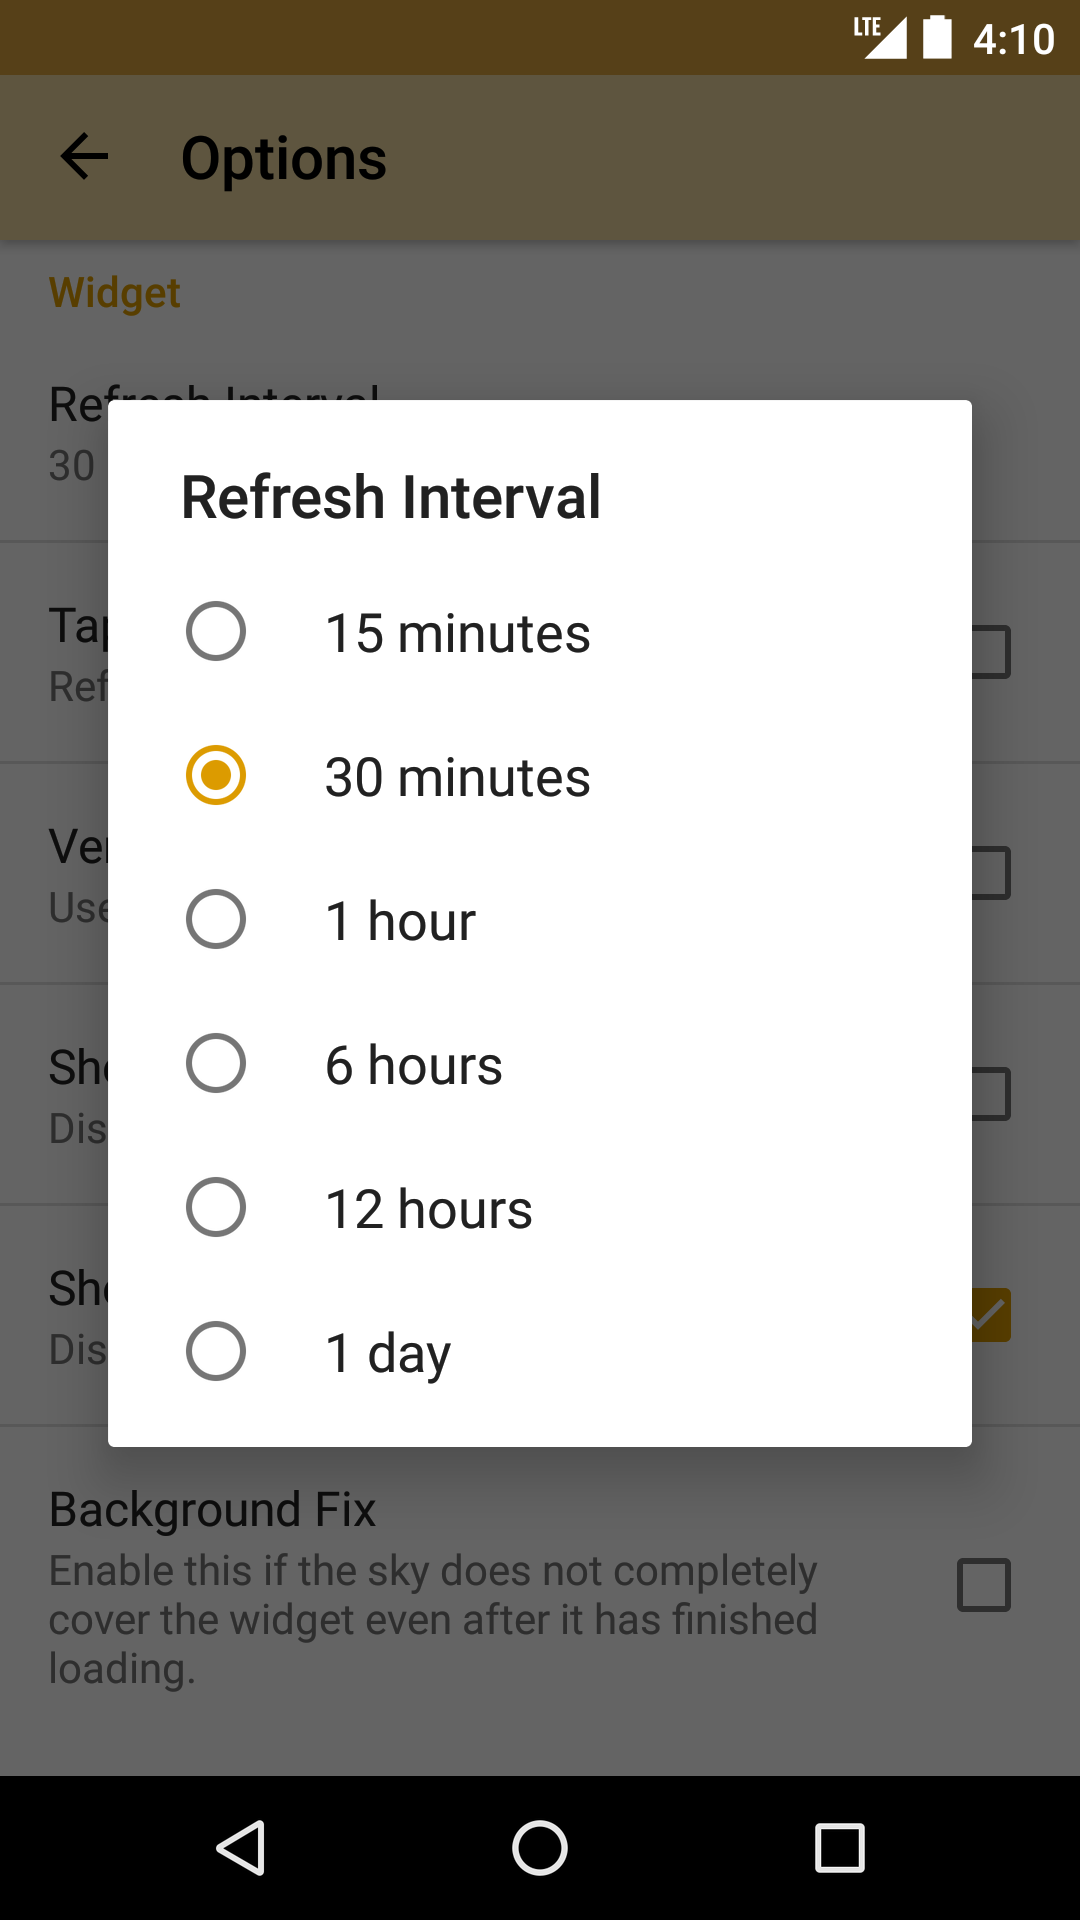 LTE 4:10
Options
Widget
30
Refresh Interval
15 minutes
30 minutes
1 hour
6 hours
12 hours
1 day
Background Fix
Enable this if the sky does not completely
cover the widget even after it has finished
loading.